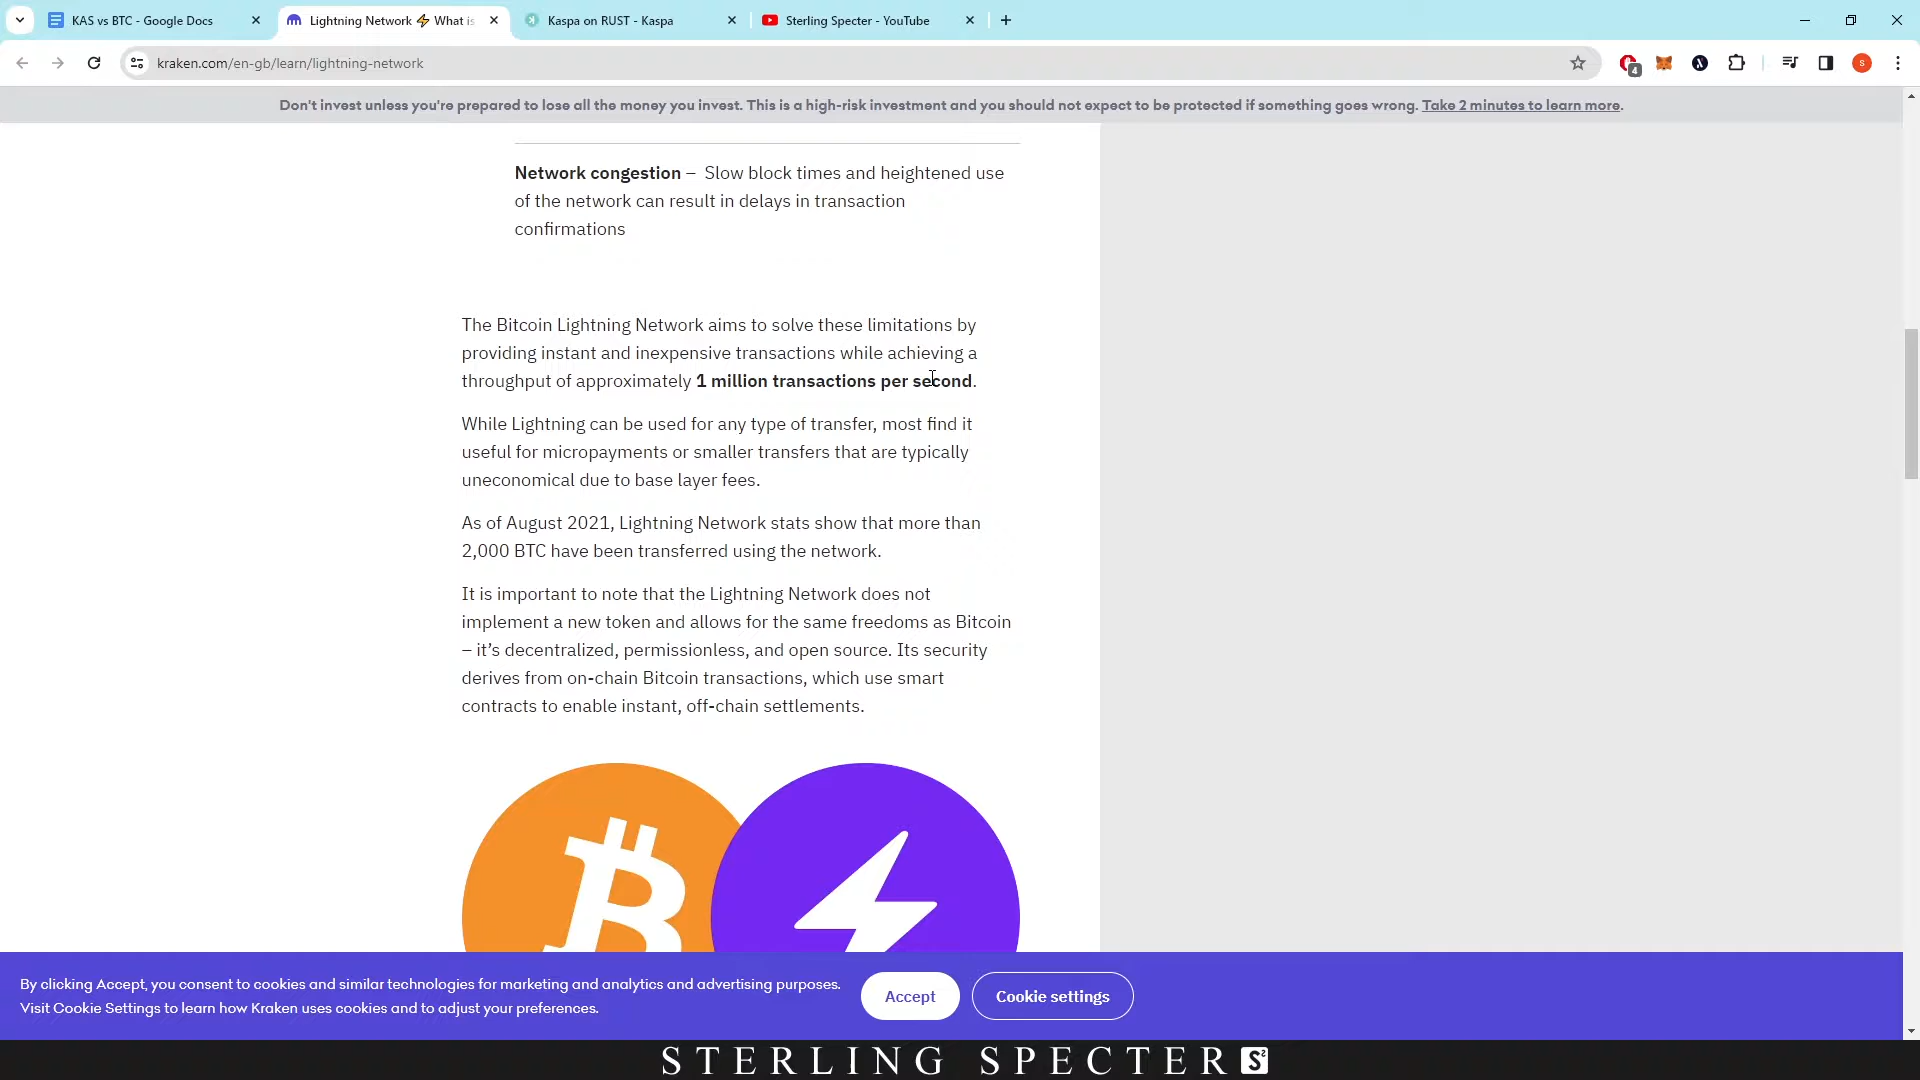 KAS vs BTC - Google Docs
Lightning Network ⚡ What is
Kaspa on RUST - Kaspa
Sterling Specter - YouTube
kraken.com/en-gb/learn/lightning-network
4
S
Don't invest unless you're prepared to lose all the money you invest. This is a high-risk investment and you should not expect to be protected if something goes wrong. Take 2 minutes to learn more.
Network congestion – Slow block times and heightened use
of the network can result in delays in transaction
confirmations
The Bitcoin Lightning Network aims to solve these limitations by
providing instant and inexpensive transactions while achieving a
throughput of approximately 1 million transactions per second.
While Lightning can be used for any type of transfer, most find it
useful for micropayments or smaller transfers that are typically
uneconomical due to base layer fees.
As of August 2021, Lightning Network stats show that more than
2,000 BTC have been transferred using the network.
It is important to note that the Lightning Network does not
implement a new token and allows for the same freedoms as Bitcoin
– it's decentralized, permissionless, and open source. Its security
derives from on-chain Bitcoin transactions, which use smart
contracts to enable instant, off-chain settlements.
By clicking Accept, you consent to cookies and similar technologies for marketing and analytics and advertising purposes.
Visit Cookie Settings to learn how Kraken uses cookies and to adjust your preferences.
Accept
Cookie settings
STERLING SPECTER S²